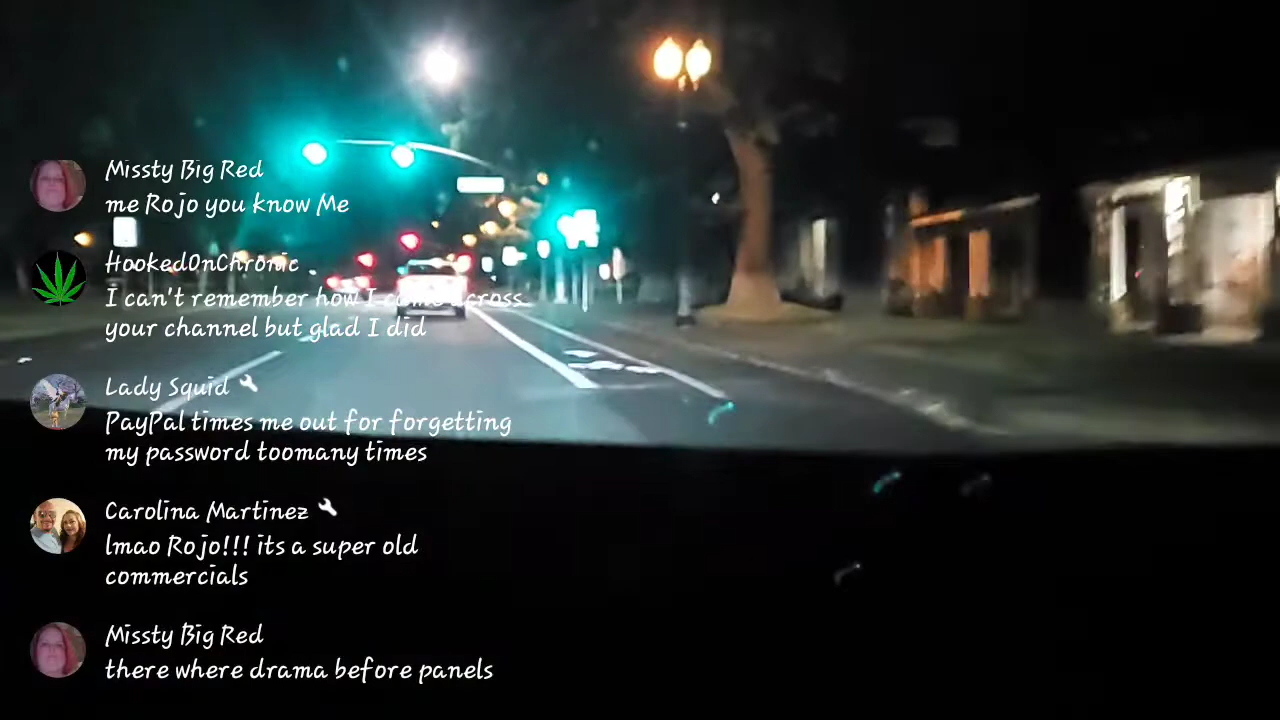 Missty Big Red
me Rojo you know Me
HookedOnChronic
I can't remember how I came across
your channel but glad I did
Lady Squid
PayPal times me out for forgetting
my password toomany times
Carolina Martinez
lmao Rojo!!! its a super old
commercials
Missty Big Red
there where drama before panels